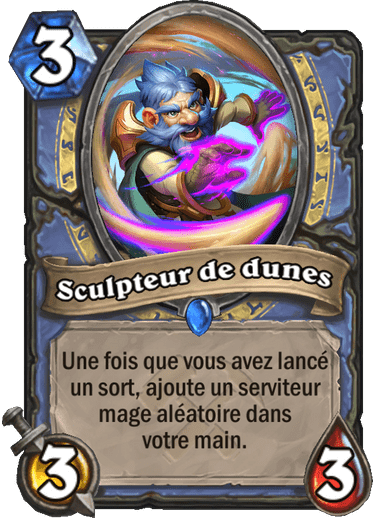 3
Sculpteur de dunes
Une fois que vous avez lancé
un sort, ajoute un serviteur
mage aléatoire dans
votre main.
3
3